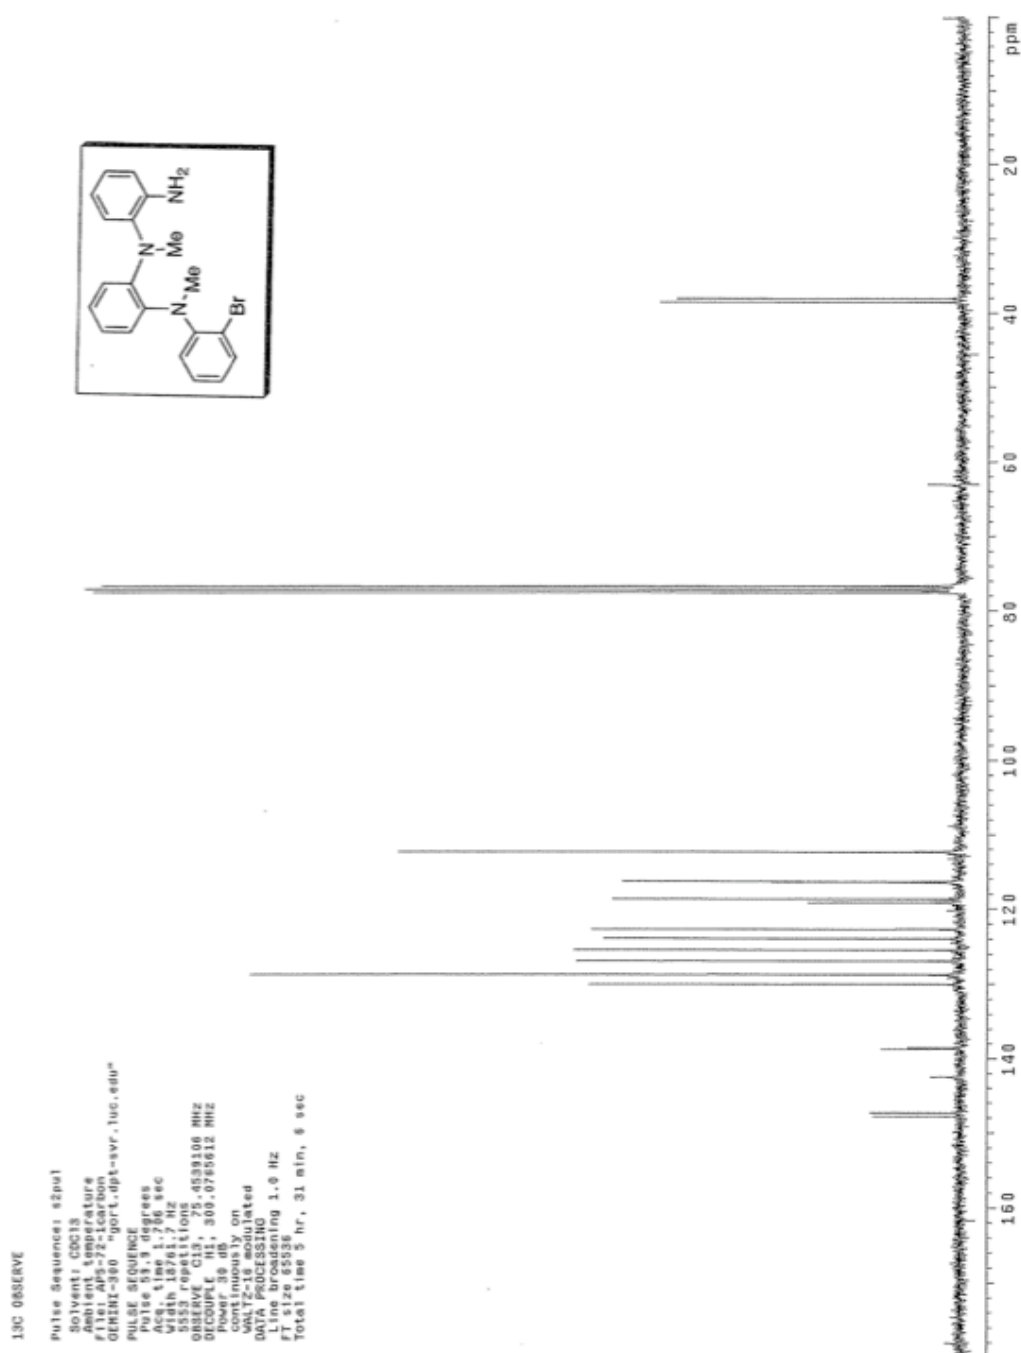 13C OBSERVE
Pulse Sequence: s2pul
Solvent: CDCl3
Ambient temperature
File: APS-72-1carbon
GEMINI-300 "gort.dpt-svr.luc.edu"
PULSE SEQUENCE
Pulse 59.9 degrees
Acq. time 1.706 sec
Width 18761.7 Hz
5553 repetitions
OBSERVE C13, 75.4539106 MHz
DECOUPLE H1, 300.0765612 MHz
Power 30 dB
continuously on
WALTZ-16 modulated
DATA PROCESSING
Line broadening 1.0 Hz
FT size 65536
Total time 5 hr, 31 min, 6 sec
NH2
N
Me
N
Me
Br
160
140
120
100
80
60
40
20
ppm